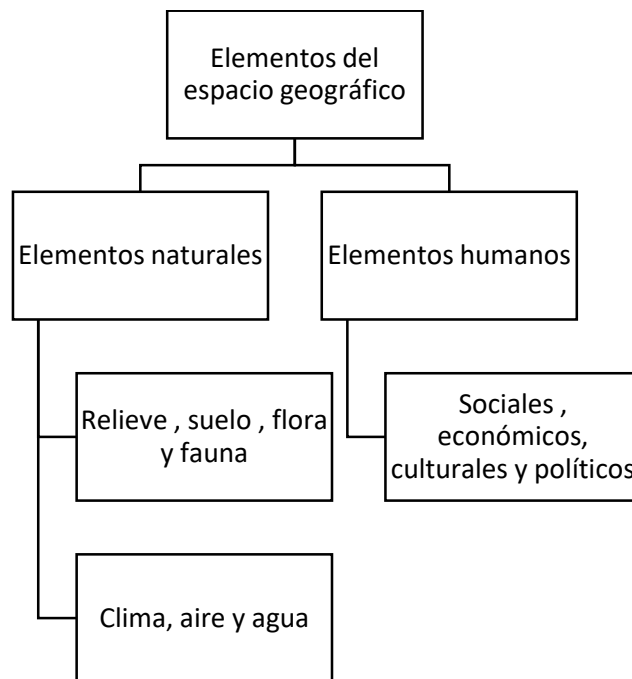 Elementos del
espacio geográfico
Elementos naturales
Relieve , suelo , flora
y fauna
Clima, aire y agua
Elementos humanos
Sociales ,
económicos,
culturales y políticos